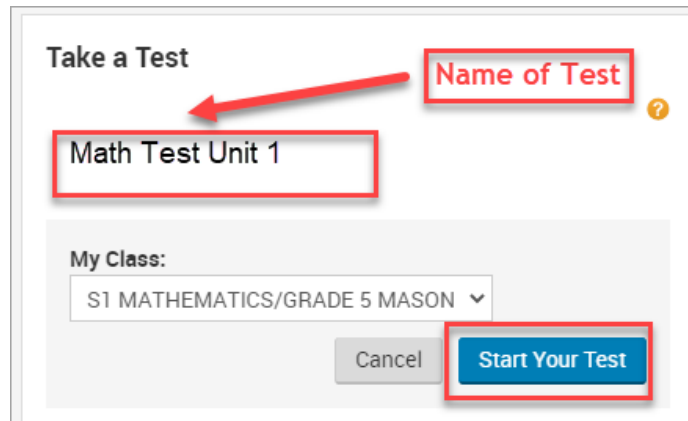 Take a Test
Name of Test
?
Math Test Unit 1
My Class:
S1 MATHEMATICS/GRADE 5 MASON
Cancel
Start Your Test